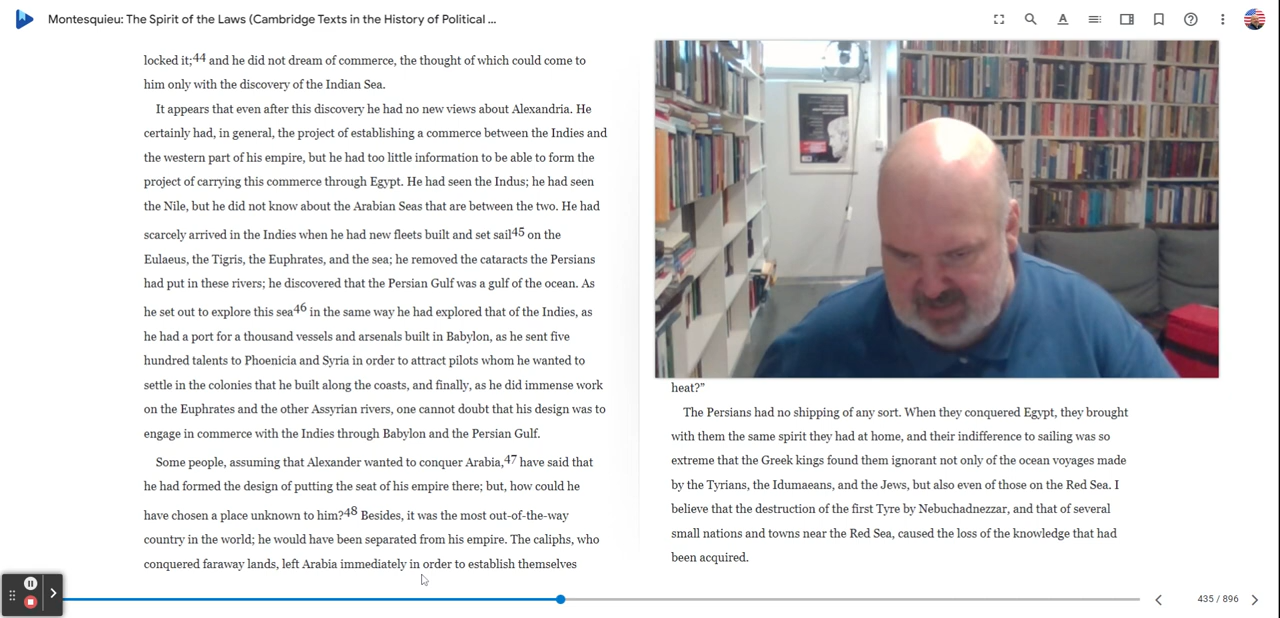 Montesquieu: The Spirit of the Laws (Cambridge Texts in the History of Political ...
locked it;44 and he did not dream of commerce, the thought of which could come to
him only with the discovery of the Indian Sea.
It appears that even after this discovery he had no new views about Alexandria. He
certainly had, in general, the project of establishing a commerce between the Indies and
the western part of his empire, but he had too little information to be able to form the
project of carrying this commerce through Egypt. He had seen the Indus; he had seen
the Nile, but he did not know about the Arabian Seas that are between the two. He had
scarcely arrived in the Indies when he had new fleets built and set sail45 on the
Eulaeus, the Tigris, the Euphrates, and the sea; he removed the cataracts the Persians
had put in these rivers; he discovered that the Persian Gulf was a gulf of the ocean. As
he set out to explore this sea46 in the same way he had explored that of the Indies, as
he had a port for a thousand vessels and arsenals built in Babylon, as he sent five
hundred talents to Phoenicia and Syria in order to attract pilots whom he wanted to
settle in the colonies that he built along the coasts, and finally, as he did immense work
on the Euphrates and the other Assyrian rivers, one cannot doubt that his design was to
engage in commerce with the Indies through Babylon and the Persian Gulf.
Some people, assuming that Alexander wanted to conquer Arabia,47 have said that
he had formed the design of putting the seat of his empire there; but, how could he
have chosen a place unknown to him?48 Besides, it was the most out-of-the-way
country in the world; he would have been separated from his empire. The caliphs, who
conquered faraway lands, left Arabia immediately in order to establish themselves
heat?”
The Persians had no shipping of any sort. When they conquered Egypt, they brought
with them the same spirit they had at home, and their indifference to sailing was so
extreme that the Greek kings found them ignorant not only of the ocean voyages made
by the Tyrians, the Idumaeans, and the Jews, but also even of those on the Red Sea. I
believe that the destruction of the first Tyre by Nebuchadnezzar, and that of several
small nations and towns near the Red Sea, caused the loss of the knowledge that had
been acquired.
435 / 896